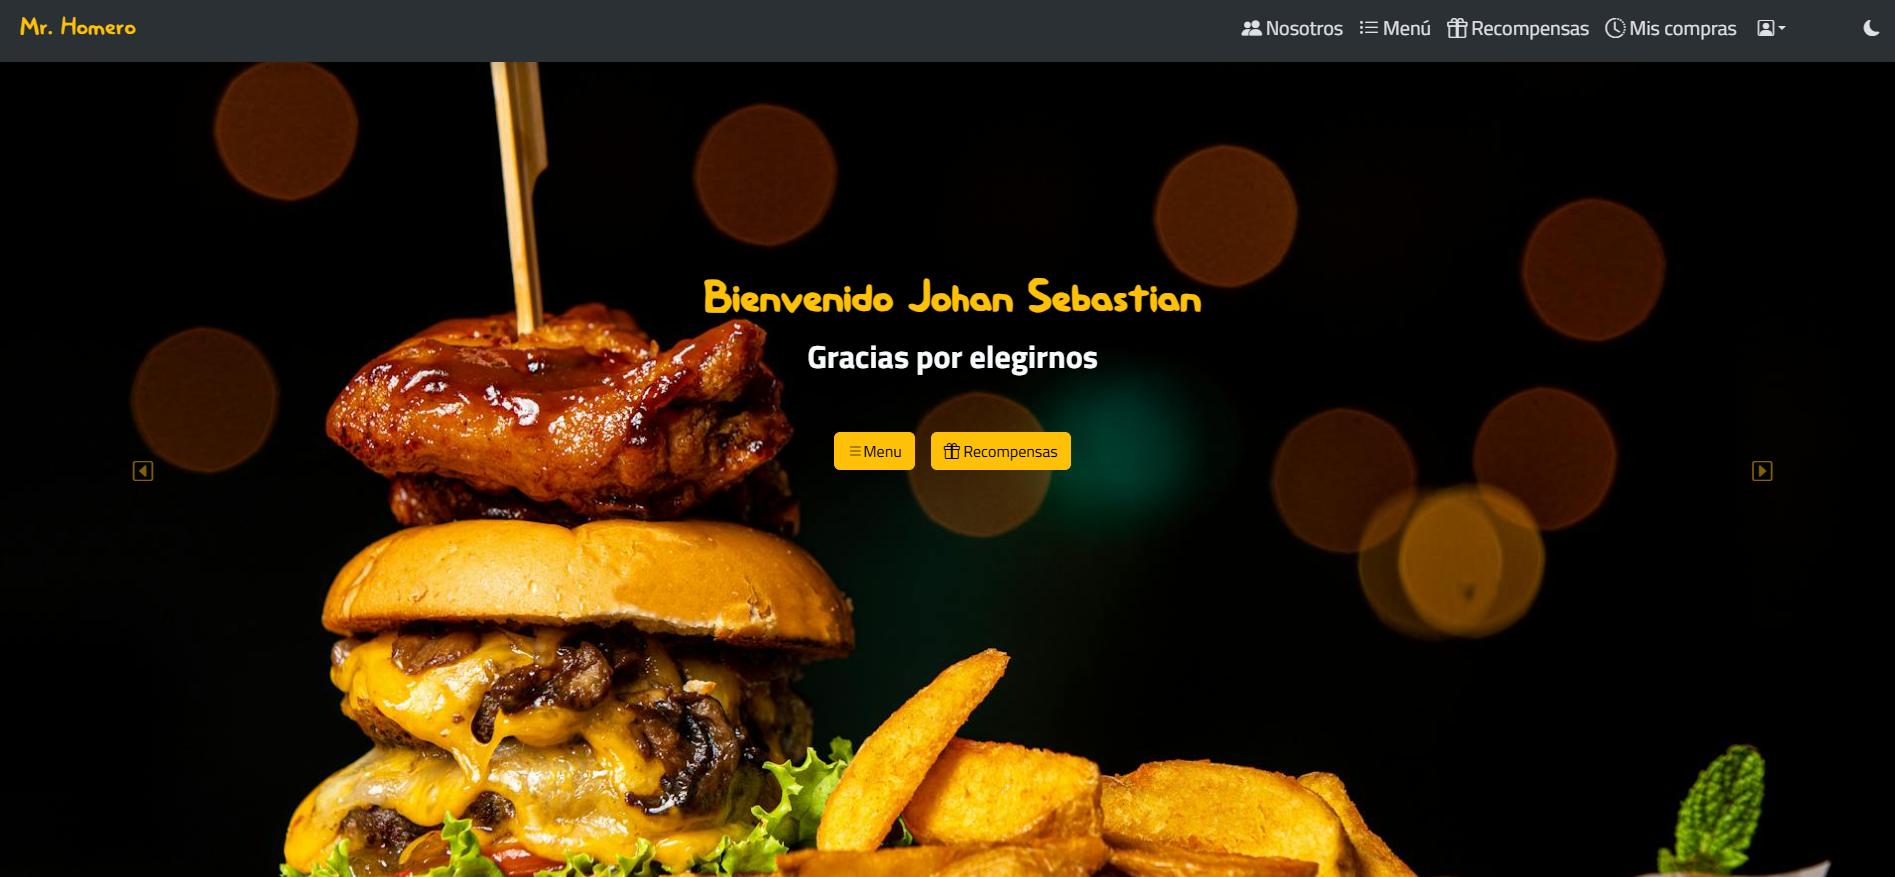 Mr. Homero
Nosotros Menú Recompensas Mis compras
Bienvenido Johan Sebastian
Gracias por elegirnos
Menu Recompensas